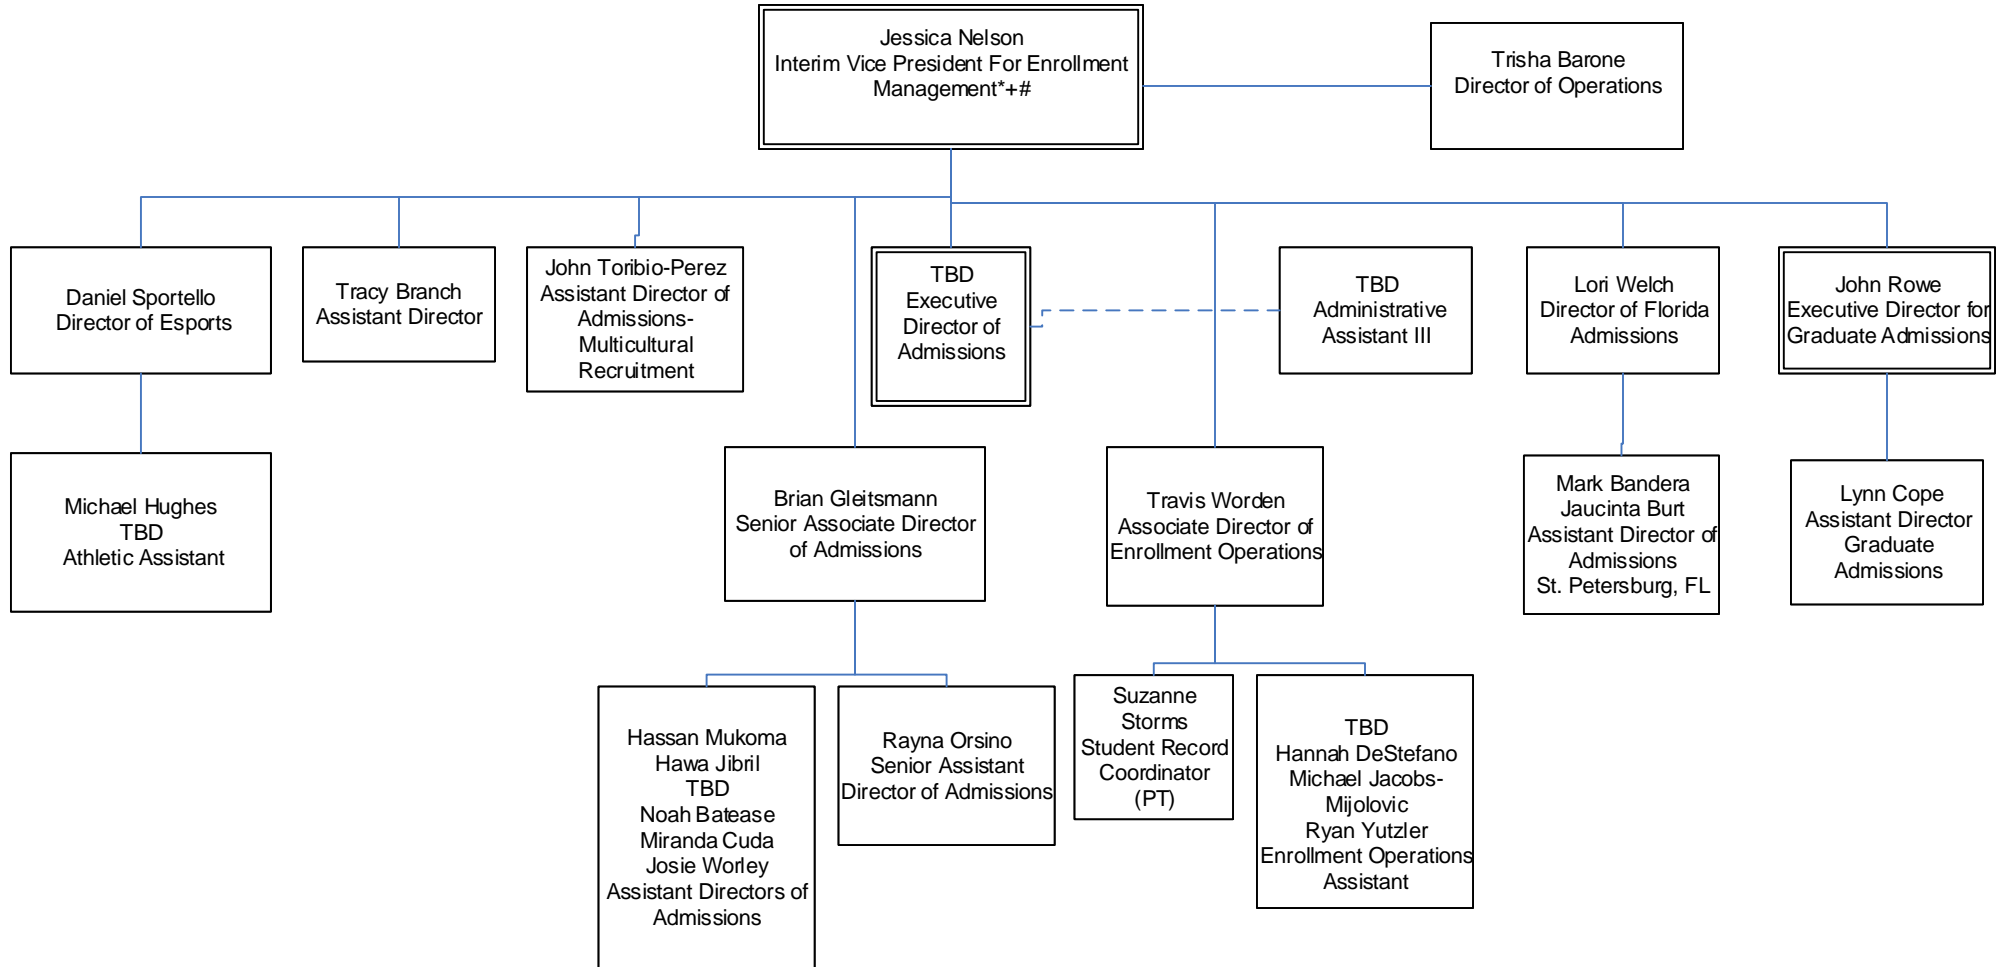 Jessica Nelson
Interim Vice President For Enrollment
Management*+#
Trisha Barone
Director of Operations
Daniel Sportello
Director of Esports
Tracy Branch
Assistant Director
John Toribio-Perez
Assistant Director of
Admissions-
Multicultural
Recruitment
TBD
Executive
Director of
Admissions
TBD
Administrative
Assistant III
Lori Welch
Director of Florida
Admissions
John Rowe
Executive Director for
Graduate Admissions
Michael Hughes
TBD
Athletic Assistant
Brian Gleitsmann
Senior Associate Director
of Admissions
Travis Worden
Associate Director of
Enrollment Operations
Mark Bandera
Jaucinta Burt
Assistant Director of
Admissions
St. Petersburg, FL
Lynn Cope
Assistant Director
Graduate
Admissions
Hassan Mukoma
Hawa Jibril
TBD
Noah Batease
Miranda Cuda
Josie Worley
Assistant Directors of
Admissions
Rayna Orsino
Senior Assistant
Director of Admissions
Suzanne
Storms
Student Record
Coordinator
(PT)
TBD
Hannah DeStefano
Michael Jacobs-
Mijolovic
Ryan Yutzler
Enrollment Operations
Assistant